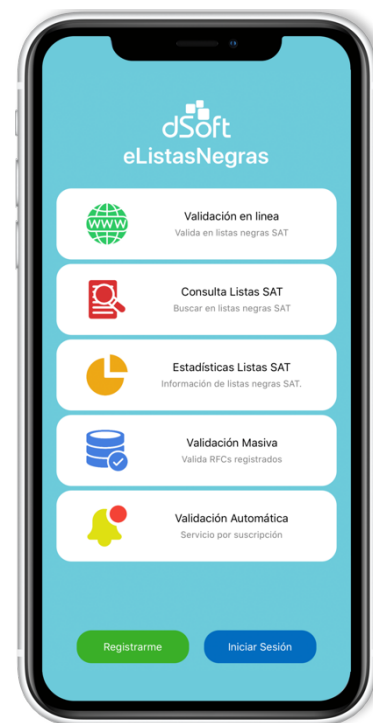 dSoft
eListasNegras
WWW
Validación en linea
Valida en listas negras SAT
Consulta Listas SAT
Buscar en listas negras SAT
Estadísticas Listas SAT
Información de listas negras SAT.
Validación Masiva
Valida RFCs registrados
Validación Automática
Servicio por suscripción
Registrarme
Iniciar Sesión